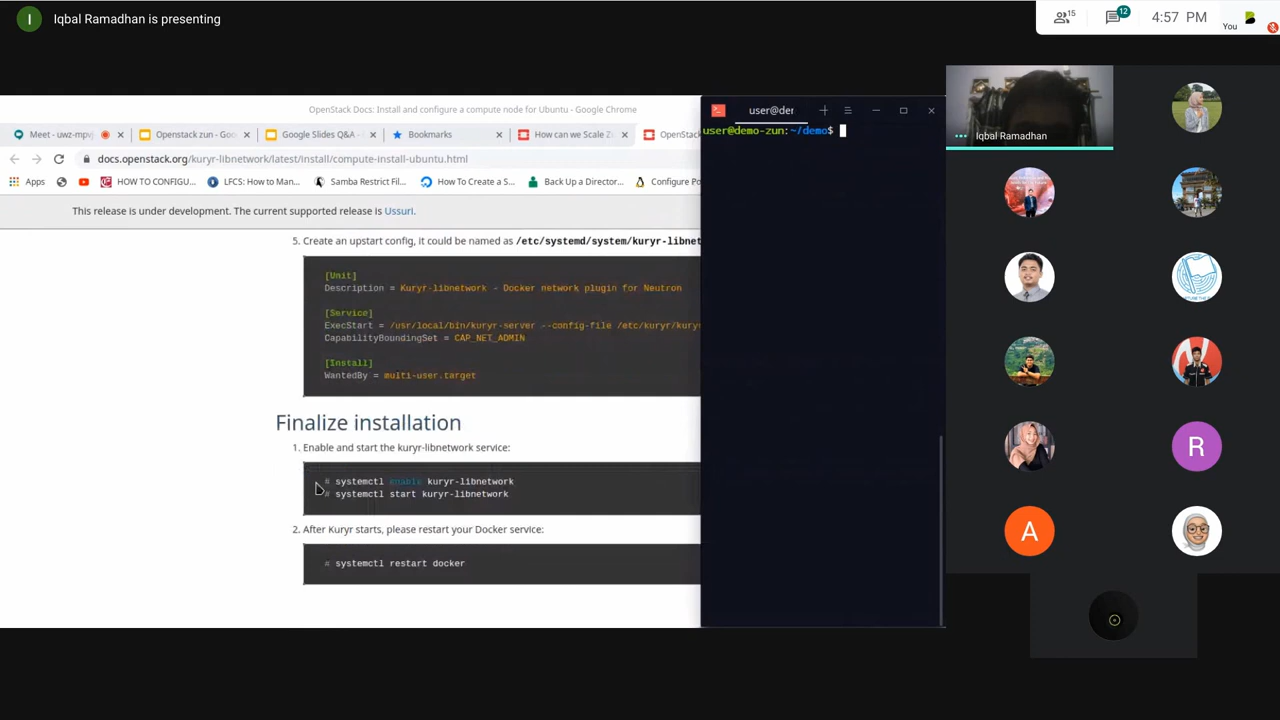 I Iqbal Ramadhan is presenting
15
12
4:57 PM
You
OpenStack Docs: Install and configure a compute node for Ubuntu - Google Chrome
Meet - uwz-mpvj
Openstack zun - Goog
Google Slides Q&A -
Bookmarks
How can we Scale Zu
OpenStac
docs.openstack.org/kuryr-libnetwork/latest/install/compute-install-ubuntu.html
Apps
HOW TO CONFIGU...
LFCS: How to Man...
Samba Restrict Fil...
How To Create a S...
Back Up a Director...
Configure Po
This release is under development. The current supported release is Ussuri.
5. Create an upstart config, it could be named as /etc/systemd/system/kuryr-libnet
[Unit]
Description = Kuryr-libnetwork - Docker network plugin for Neutron
[Service]
ExecStart = /usr/local/bin/kuryr-server --config-file /etc/kuryr/kury
CapabilityBoundingSet = CAP_NET_ADMIN
[Install]
WantedBy = multi-user.target
Finalize installation
1. Enable and start the kuryr-libnetwork service:
# systemctl enable kuryr-libnetwork
# systemctl start kuryr-libnetwork
2. After Kuryr starts, please restart your Docker service:
# systemctl restart docker
user@der
user@demo-zun:~/demo$
Iqbal Ramadhan
R
A